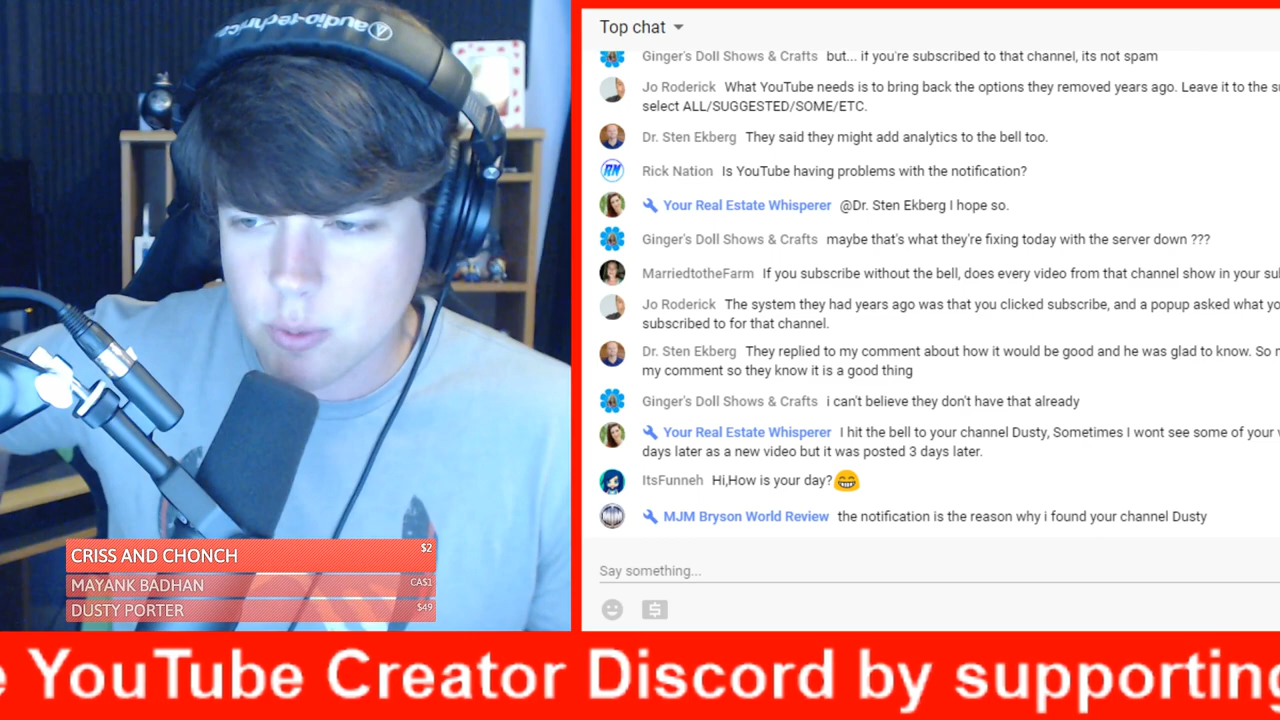 audio-technica
CRISS AND CHONCH $2
MAYANK BADHAN CA$1
DUSTY PORTER $49
Top chat
Ginger's Doll Shows & Crafts but... if you're subscribed to that channel, its not spam
Jo Roderick What YouTube needs is to bring back the options they removed years ago. Leave it to the
select ALL/SUGGESTED/SOME/ETC.
Dr. Sten Ekberg They said they might add analytics to the bell too.
RN
Rick Nation Is YouTube having problems with the notification?
Your Real Estate Whisperer @Dr. Sten Ekberg I hope so.
Ginger's Doll Shows & Crafts maybe that's what they're fixing today with the server down ???
MarriedtotheFarm If you subscribe without the bell, does every video from that channel show in your
Jo Roderick The system they had years ago was that you clicked subscribe, and a popup asked what
subscribed to for that channel.
Dr. Sten Ekberg They replied to my comment about how it would be good and he was glad to know. So
my comment so they know it is a good thing
Ginger's Doll Shows & Crafts i can't believe they don't have that already
Your Real Estate Whisperer I hit the bell to your channel Dusty, Sometimes I wont see some of your
days later as a new video but it was posted 3 days later.
ItsFunneh Hi,How is your day?😁
MJM
MJM Bryson World Review the notification is the reason why i found your channel Dusty
Say something...
YouTube Creator Discord by supporting